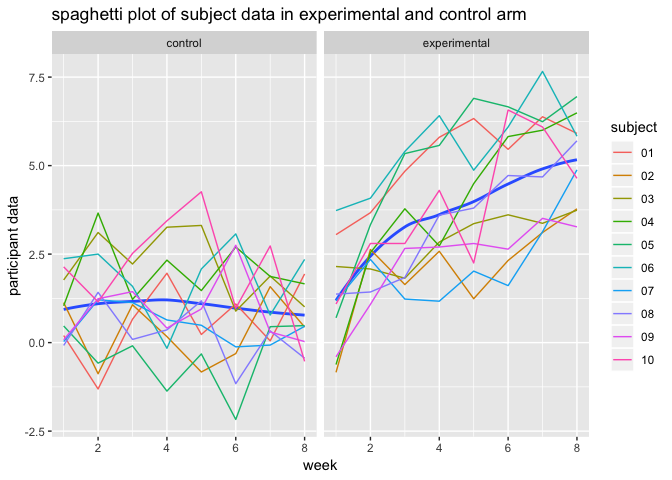 spaghetti plot of subject data in experimental and control arm
control
experimental
7.5
5.0
2.5
0.0
-2.5
participant data
2 4 6 8
2 4 6 8
week
subject
01
02
03
04
05
06
07
08
09
10